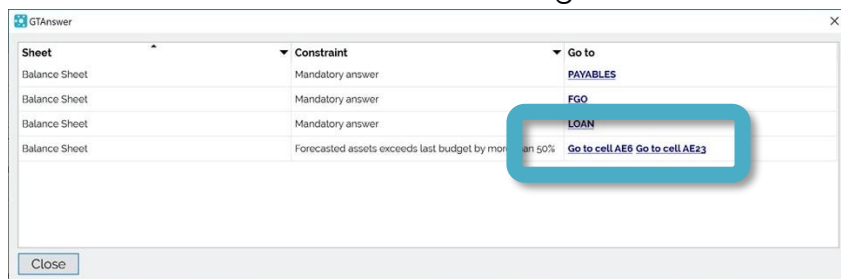 GTAnswer
Sheet Constraint Go to
Balance Sheet Mandatory answer PAYABLES
Balance Sheet Mandatory answer FGO
Balance Sheet Mandatory answer LOAN
Balance Sheet Forecasted assets exceeds last budget by more than 50% Go to cell AE6 Go to cell AE23
Close